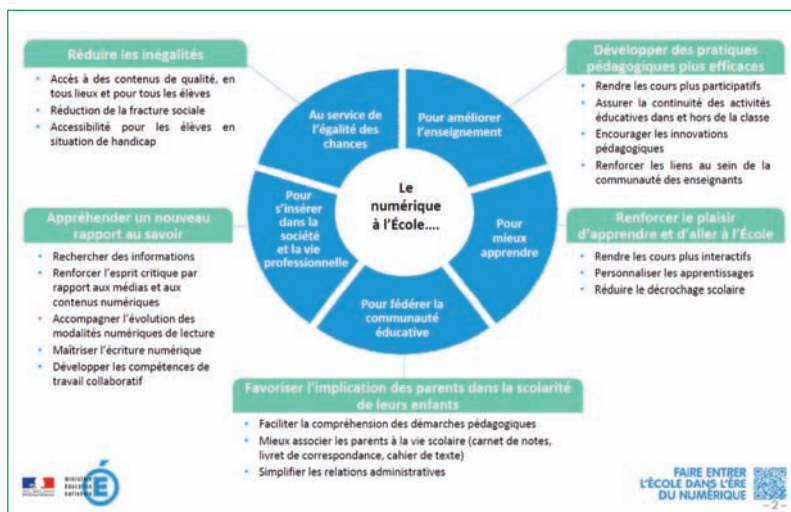 Réduire les inégalités
• Accès à des contenus de qualité, en
tous lieux et pour tous les élèves
• Réduction de la fracture sociale
• Accessibilité pour les élèves en
situation de handicap
Développer des pratiques
pédagogiques plus efficaces
• Rendre les cours plus participatifs
• Assurer la continuité des activités
éducatives dans et hors de la classe
• Encourager les innovations
pédagogiques
• Renforcer les liens au sein de la
communauté des enseignants
Au service de
l'égalité des
chances
Pour améliorer
l'enseignement
Le
numérique
à l'École....
Pour
s'insérer
dans la
société
et la vie
professionnelle
Pour
mieux
apprendre
Pour fédérer la
communauté
éducative
Appréhender un nouveau
rapport au savoir
• Rechercher des informations
• Renforcer l'esprit critique par
rapport aux médias et aux
contenus numériques
• Accompagner l'évolution des
modalités numériques de lecture
• Maîtriser l'écriture numérique
• Développer les compétences de
travail collaboratif
Renforcer le plaisir
d'apprendre et d'aller à l'École
• Rendre les cours plus interactifs
• Personnaliser les apprentissages
• Réduire le décrochage scolaire
Favoriser l'implication des parents dans la scolarité
de leurs enfants
• Faciliter la compréhension des démarches pédagogiques
• Mieux associer les parents à la vie scolaire (carnet de notes,
livret de correspondance, cahier de texte)
• Simplifier les relations administratives
ministère
éducation
nationale
É
FAIRE ENTRER
L'ÉCOLE DANS L'ÈRE
DU NUMÉRIQUE
–2–